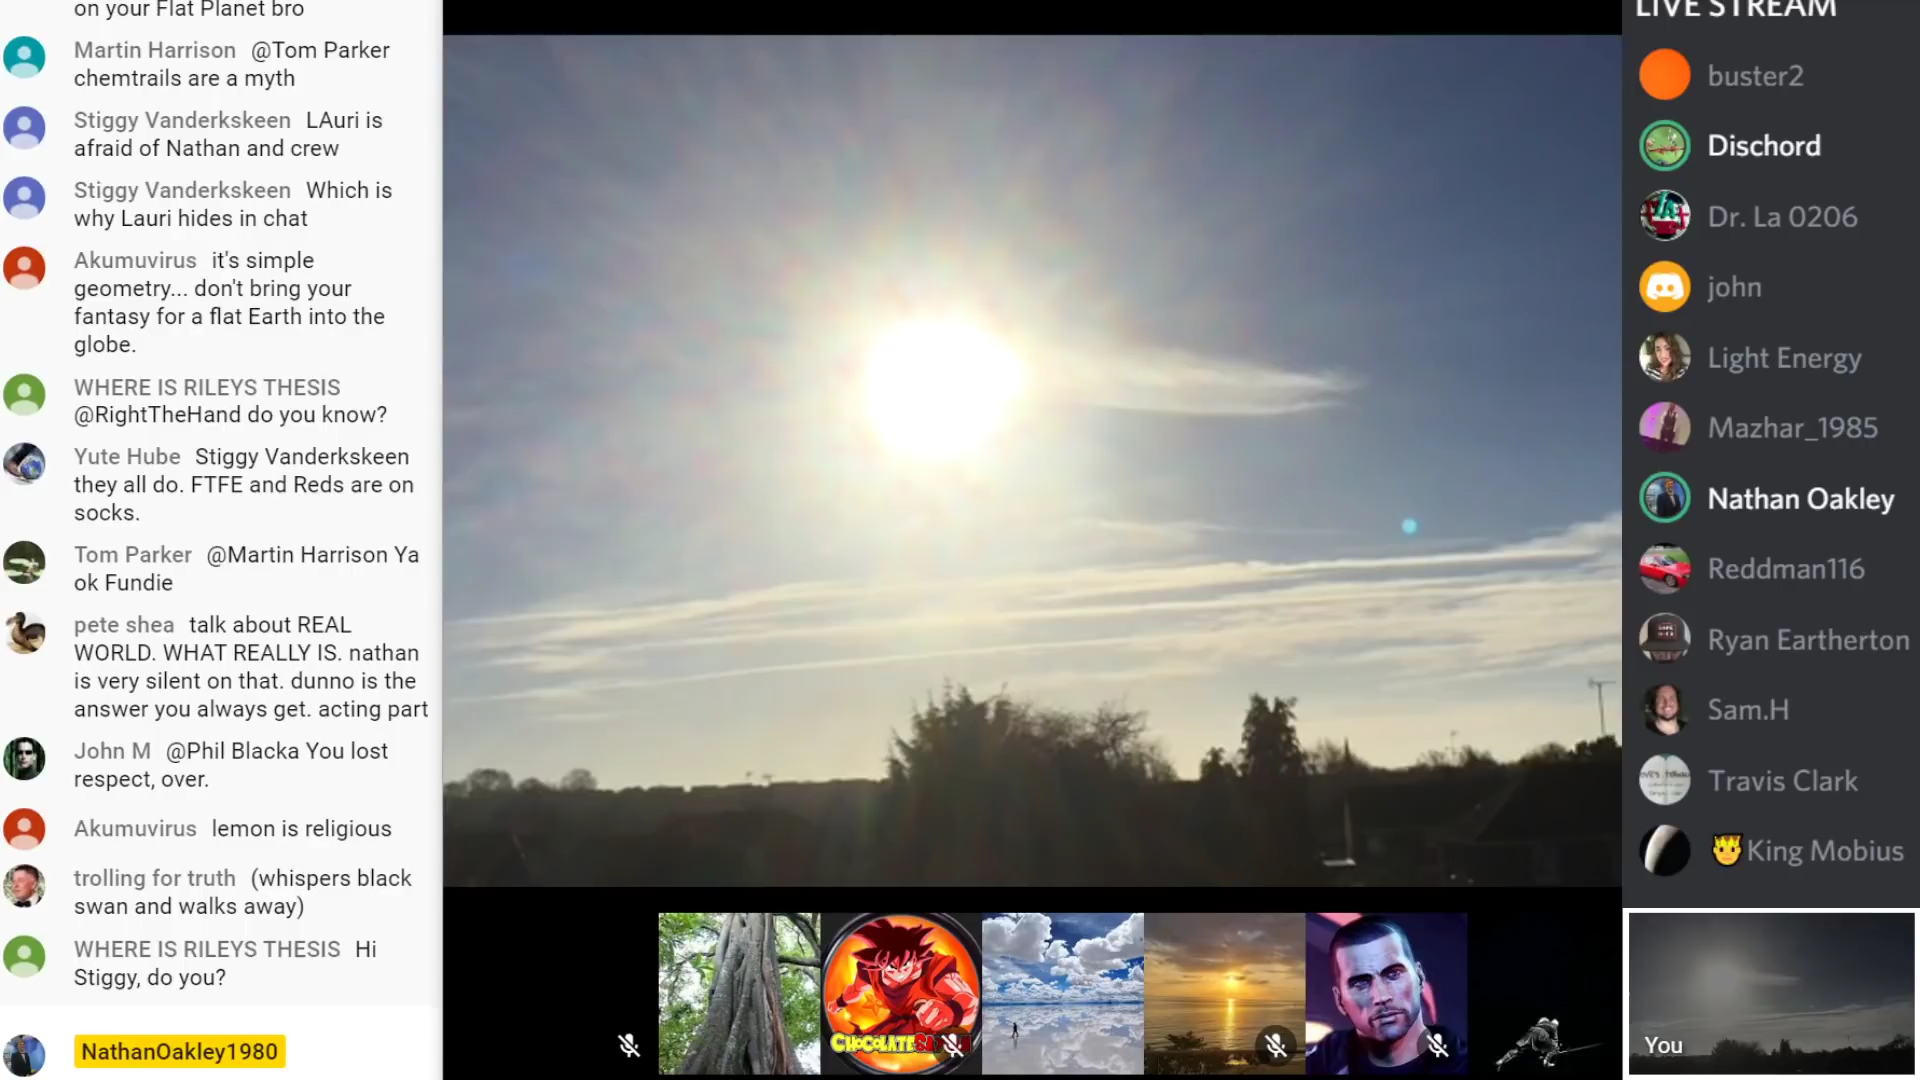 on your Flat Planet bro
Martin Harrison @Tom Parker
chemtrails are a myth
Stiggy Vanderkskeen LAuri is
afraid of Nathan and crew
Stiggy Vanderkskeen Which is
why Lauri hides in chat
Akumuvirus it's simple
geometry... don't bring your
fantasy for a flat Earth into the
globe.
WHERE IS RILEYS THESIS
@RightTheHand do you know?
Yute Hube Stiggy Vanderkskeen
they all do. FTFE and Reds are on
socks.
Tom Parker @Martin Harrison Ya
ok Fundie
pete shea talk about REAL
WORLD. WHAT REALLY IS. nathan
is very silent on that. dunno is the
answer you always get. acting part
John M @Phil Blacka You lost
respect, over.
Akumuvirus lemon is religious
trolling for truth (whispers black
swan and walks away)
WHERE IS RILEYS THESIS Hi
Stiggy, do you?
NathanOakley1980
LIVE STREAM
buster2
Dischord
Dr. La 0206
john
Light Energy
Mazhar_1985
Nathan Oakley
Reddman116
Ryan Eartherton
Sam.H
Travis Clark
King Mobius
You